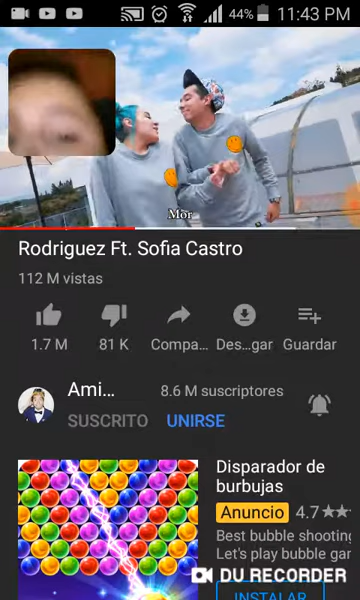 44% 11:43 PM
Mor
Rodriguez Ft. Sofia Castro
112 M vistas
1.7 M 81 K Compa... Des...gar Guardar
Ami... 8.6 M suscriptores
SUSCRITO UNIRSE
Disparador de
burbujas
Anuncio 4.7
Best bubble shooting
Let's play bubble gar
DU RECORDER
INSTALAR